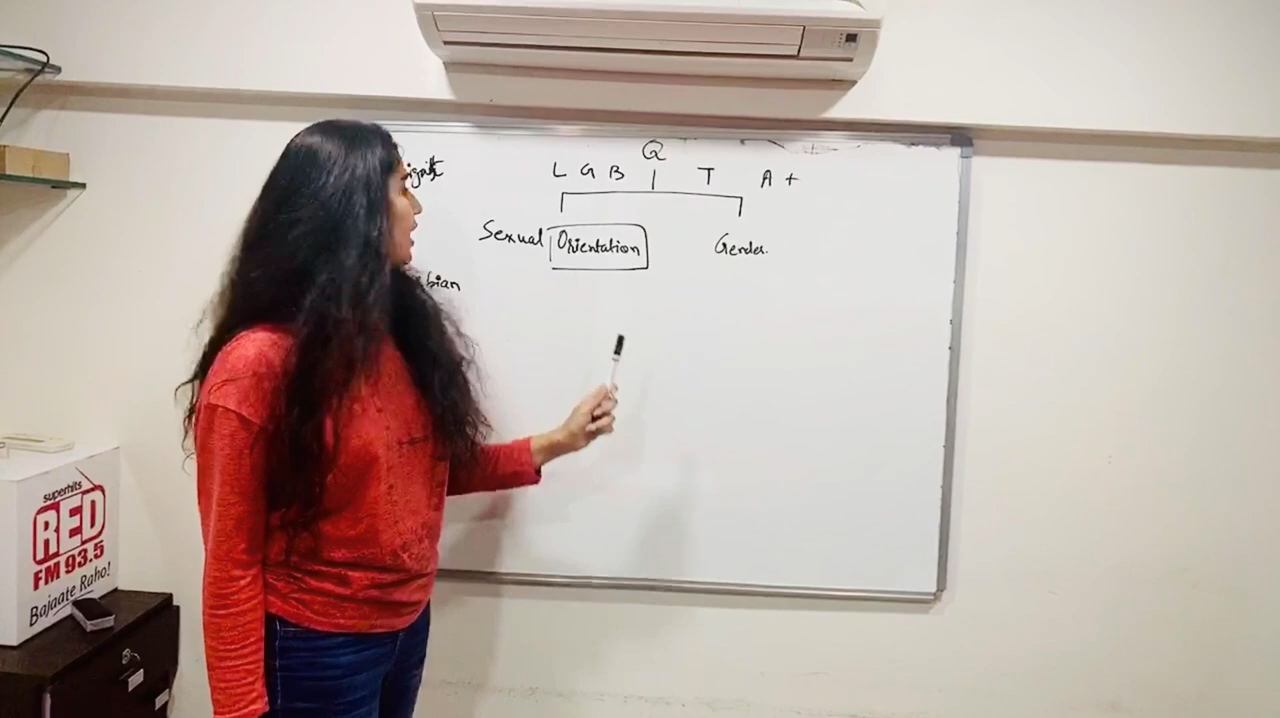 Q
L G B T A +
Sexual Orientation Gender.
bian
superhits
RED
FM 93.5
Bajaate Raho!